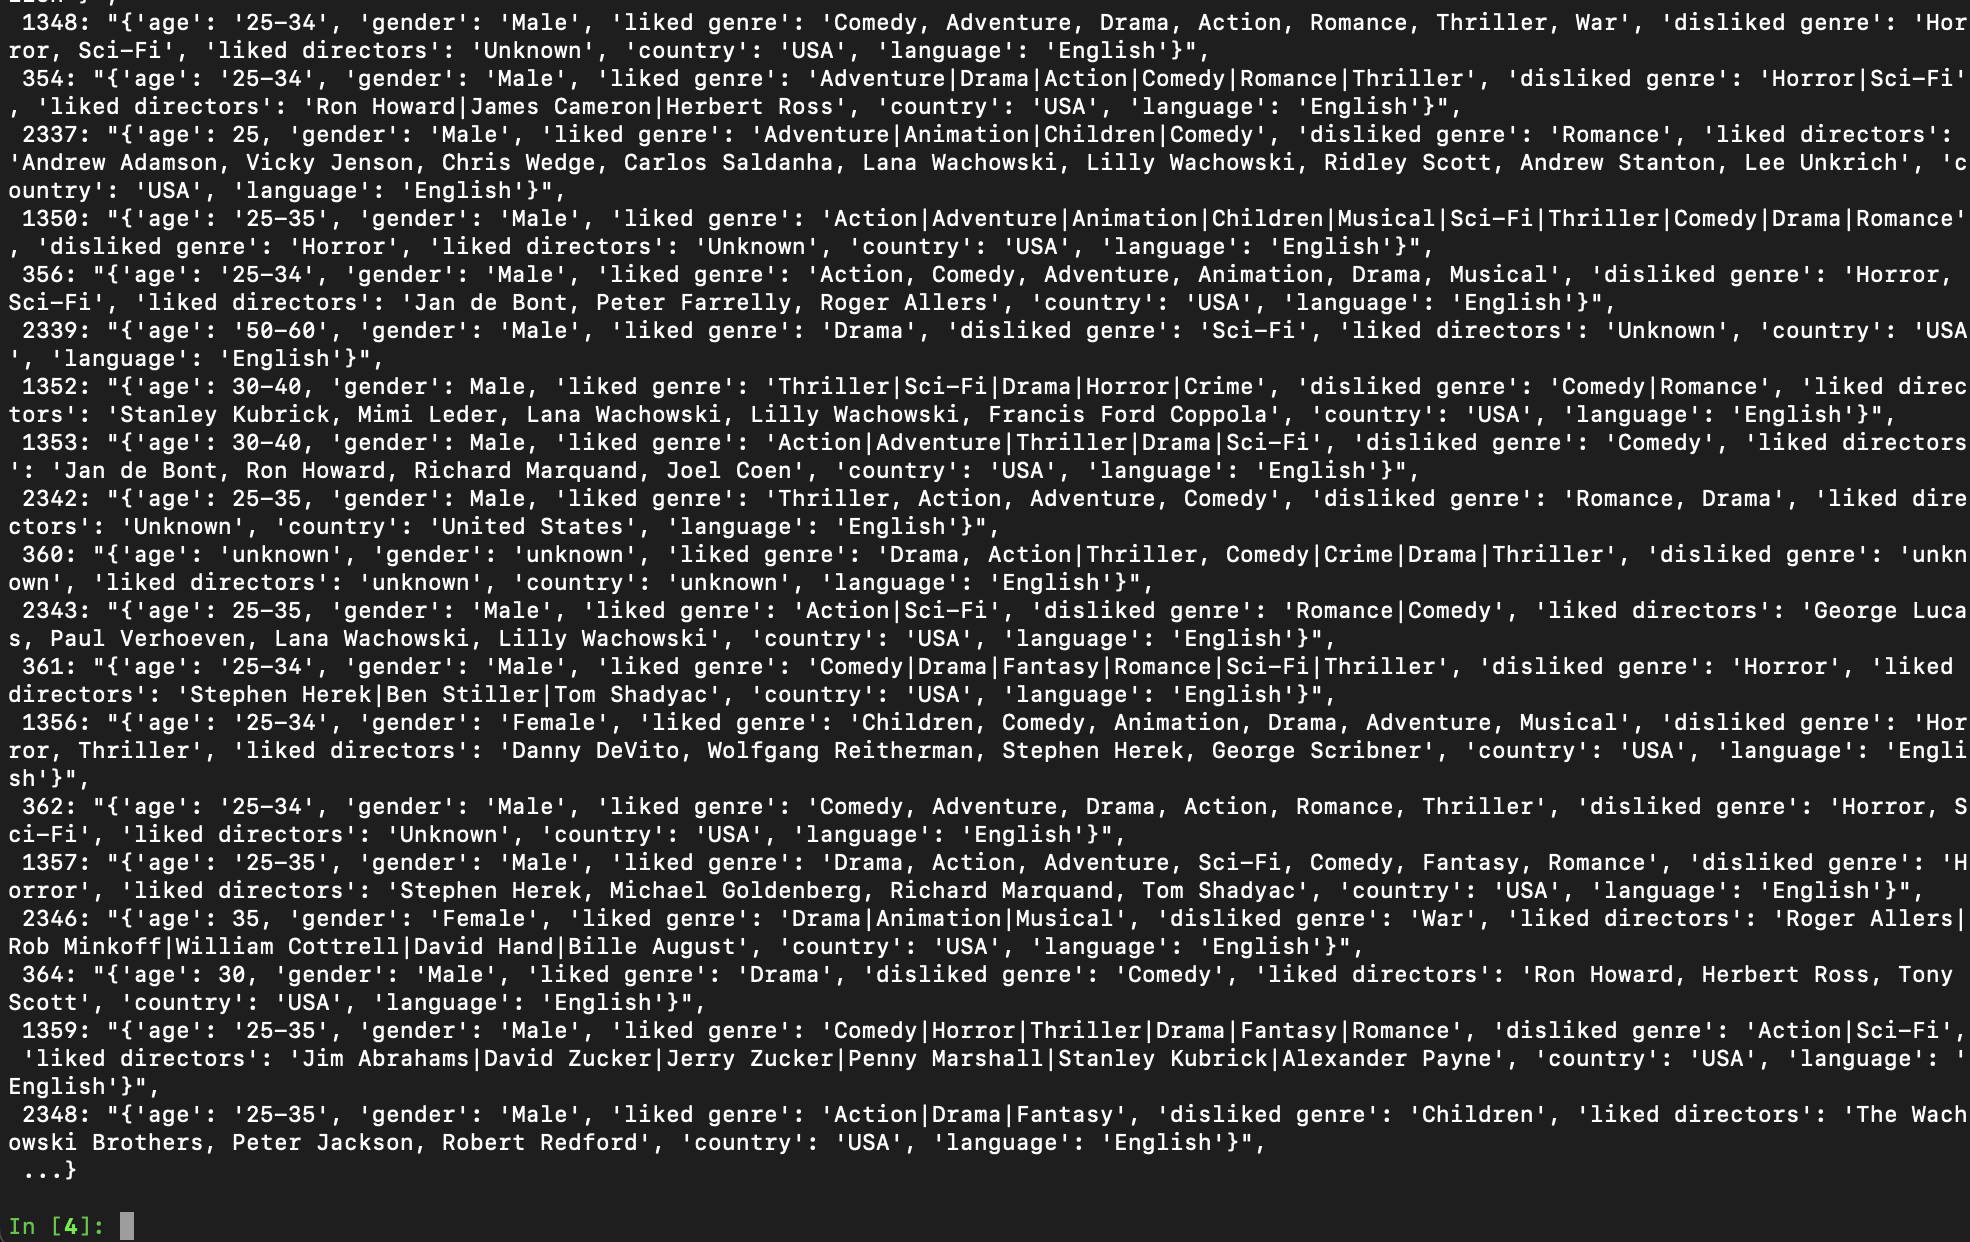 1348: "{'age': '25-34', 'gender': 'Male', 'liked genre': 'Comedy, Adventure, Drama, Action, Romance, Thriller, War', 'disliked genre': 'Hor
ror, Sci-Fi', 'liked directors': 'Unknown', 'country': 'USA', 'language': 'English'}",
 354: "{'age': '25-34', 'gender': 'Male', 'liked genre': 'Adventure|Drama|Action|Comedy|Romance|Thriller', 'disliked genre': 'Horror|Sci-Fi'
, 'liked directors': 'Ron Howard|James Cameron|Herbert Ross', 'country': 'USA', 'language': 'English'}",
 2337: "{'age': 25, 'gender': 'Male', 'liked genre': 'Adventure|Animation|Children|Comedy', 'disliked genre': 'Romance', 'liked directors':
'Andrew Adamson, Vicky Jenson, Chris Wedge, Carlos Saldanha, Lana Wachowski, Lilly Wachowski, Ridley Scott, Andrew Stanton, Lee Unkrich', 'c
ountry': 'USA', 'language': 'English'}",
 1350: "{'age': '25-35', 'gender': 'Male', 'liked genre': 'Action|Adventure|Animation|Children|Musical|Sci-Fi|Thriller|Comedy|Drama|Romance'
, 'disliked genre': 'Horror', 'liked directors': 'Unknown', 'country': 'USA', 'language': 'English'}",
 356: "{'age': '25-34', 'gender': 'Male', 'liked genre': 'Action, Comedy, Adventure, Animation, Drama, Musical', 'disliked genre': 'Horror,
Sci-Fi', 'liked directors': 'Jan de Bont, Peter Farrelly, Roger Allers', 'country': 'USA', 'language': 'English'}",
 2339: "{'age': '50-60', 'gender': 'Male', 'liked genre': 'Drama', 'disliked genre': 'Sci-Fi', 'liked directors': 'Unknown', 'country': 'USA
', 'language': 'English'}",
 1352: "{'age': 30-40, 'gender': Male, 'liked genre': 'Thriller|Sci-Fi|Drama|Horror|Crime', 'disliked genre': 'Comedy|Romance', 'liked direc
tors': 'Stanley Kubrick, Mimi Leder, Lana Wachowski, Lilly Wachowski, Francis Ford Coppola', 'country': 'USA', 'language': 'English'}",
 1353: "{'age': 30-40, 'gender': Male, 'liked genre': 'Action|Adventure|Thriller|Drama|Sci-Fi', 'disliked genre': 'Comedy', 'liked directors
': 'Jan de Bont, Ron Howard, Richard Marquand, Joel Coen', 'country': 'USA', 'language': 'English'}",
 2342: "{'age': 25-35, 'gender': Male, 'liked genre': 'Thriller, Action, Adventure, Comedy', 'disliked genre': 'Romance, Drama', 'liked dire
ctors': 'Unknown', 'country': 'United States', 'language': 'English'}",
 360: "{'age': 'unknown', 'gender': 'unknown', 'liked genre': 'Drama, Action|Thriller, Comedy|Crime|Drama|Thriller', 'disliked genre': 'unkn
own', 'liked directors': 'unknown', 'country': 'unknown', 'language': 'English'}",
 2343: "{'age': 25-35, 'gender': 'Male', 'liked genre': 'Action|Sci-Fi', 'disliked genre': 'Romance|Comedy', 'liked directors': 'George Luca
s, Paul Verhoeven, Lana Wachowski, Lilly Wachowski', 'country': 'USA', 'language': 'English'}",
 361: "{'age': '25-34', 'gender': 'Male', 'liked genre': 'Comedy|Drama|Fantasy|Romance|Sci-Fi|Thriller', 'disliked genre': 'Horror', 'liked
directors': 'Stephen Herek|Ben Stiller|Tom Shadyac', 'country': 'USA', 'language': 'English'}",
 1356: "{'age': '25-34', 'gender': 'Female', 'liked genre': 'Children, Comedy, Animation, Drama, Adventure, Musical', 'disliked genre': 'Hor
ror, Thriller', 'liked directors': 'Danny DeVito, Wolfgang Reitherman, Stephen Herek, George Scribner', 'country': 'USA', 'language': 'Engli
sh'}",
 362: "{'age': '25-34', 'gender': 'Male', 'liked genre': 'Comedy, Adventure, Drama, Action, Romance, Thriller', 'disliked genre': 'Horror, S
ci-Fi', 'liked directors': 'Unknown', 'country': 'USA', 'language': 'English'}",
 1357: "{'age': '25-35', 'gender': 'Male', 'liked genre': 'Drama, Action, Adventure, Sci-Fi, Comedy, Fantasy, Romance', 'disliked genre': 'H
orror', 'liked directors': 'Stephen Herek, Michael Goldenberg, Richard Marquand, Tom Shadyac', 'country': 'USA', 'language': 'English'}",
 2346: "{'age': 35, 'gender': 'Female', 'liked genre': 'Drama|Animation|Musical', 'disliked genre': 'War', 'liked directors': 'Roger Allers|
Rob Minkoff|William Cottrell|David Hand|Bille August', 'country': 'USA', 'language': 'English'}",
 364: "{'age': 30, 'gender': 'Male', 'liked genre': 'Drama', 'disliked genre': 'Comedy', 'liked directors': 'Ron Howard, Herbert Ross, Tony
Scott', 'country': 'USA', 'language': 'English'}",
 1359: "{'age': '25-35', 'gender': 'Male', 'liked genre': 'Comedy|Horror|Thriller|Drama|Fantasy|Romance', 'disliked genre': 'Action|Sci-Fi',
 'liked directors': 'Jim Abrahams|David Zucker|Jerry Zucker|Penny Marshall|Stanley Kubrick|Alexander Payne', 'country': 'USA', 'language': '
English'}",
 2348: "{'age': '25-35', 'gender': 'Male', 'liked genre': 'Action|Drama|Fantasy', 'disliked genre': 'Children', 'liked directors': 'The Wach
owski Brothers, Peter Jackson, Robert Redford', 'country': 'USA', 'language': 'English'}",
 ...}
In [4]: